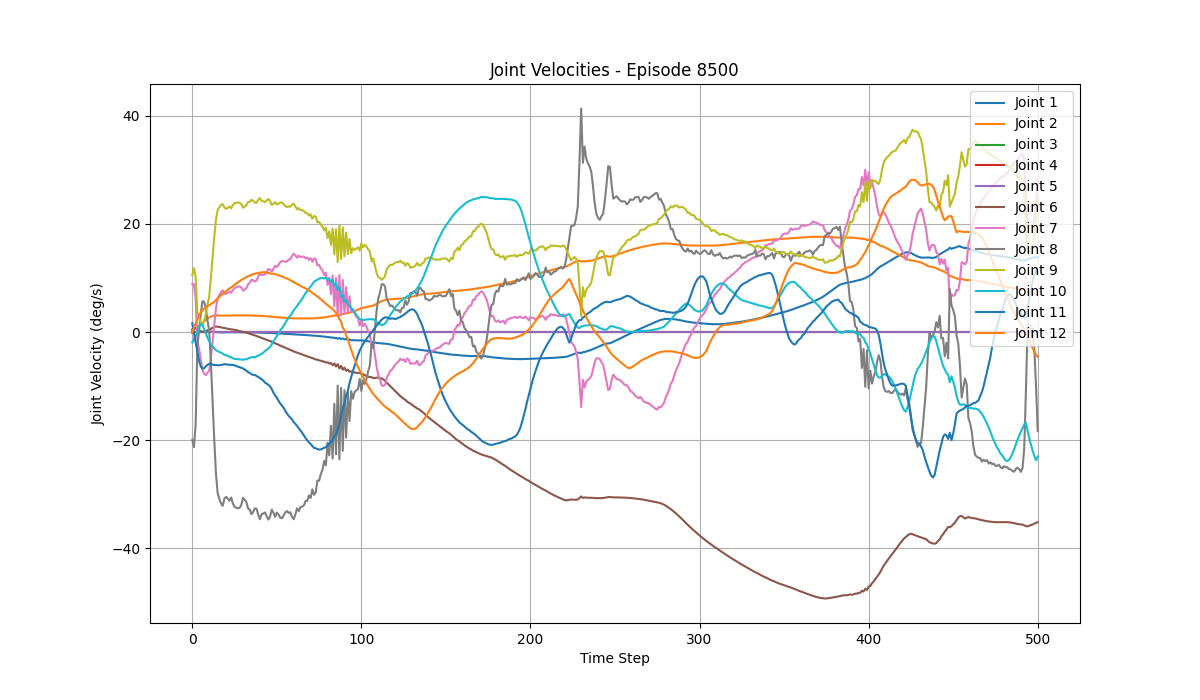 Joint Velocities - Episode 8500
Joint Velocity (deg/s)
40
20
0
−20
−40
0 100 200 300 400 500
Time Step
Joint 1
Joint 2
Joint 3
Joint 4
Joint 5
Joint 6
Joint 7
Joint 8
Joint 9
Joint 10
Joint 11
Joint 12